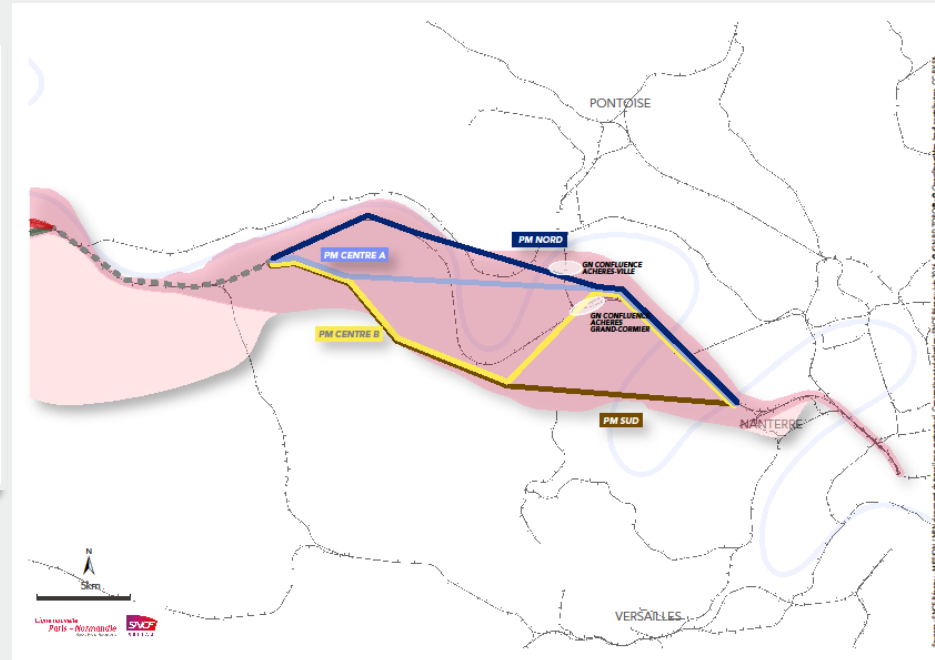 PONTOISE
PM NORD
PM CENTRE A
GN CONFLUENCE
ACHERES-VILLE
GN CONFLUENCE
ACHERES
GRAND-CORMIER
PM CENTRE B
PM SUD
NANTERRE
VERSAILLES
N
5km
Ligne nouvelle
Paris – Normandie
SNCF
RÉSEAU